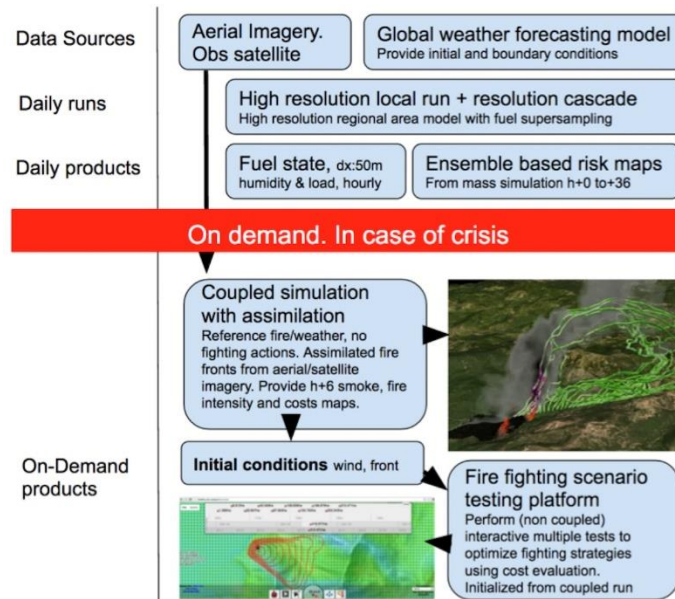 Data Sources
Aerial Imagery.
Obs satellite
Global weather forecasting model
Provide initial and boundary conditions
Daily runs
High resolution local run + resolution cascade
High resolution regional area model with fuel supersampling
Daily products
Fuel state, dx:50m
humidity & load, hourly
Ensemble based risk maps
From mass simulation h+0 to+36
On demand. In case of crisis
Coupled simulation
with assimilation
Reference fire/weather, no
fighting actions. Assimilated fire
fronts from aerial/satellite
imagery. Provide h+6 smoke, fire
intensity and costs maps.
On-Demand
products
Initial conditions wind, front
Fire fighting scenario
testing platform
Perform (non coupled)
interactive multiple tests to
optimize fighting strategies
using cost evaluation.
Initialized from coupled run